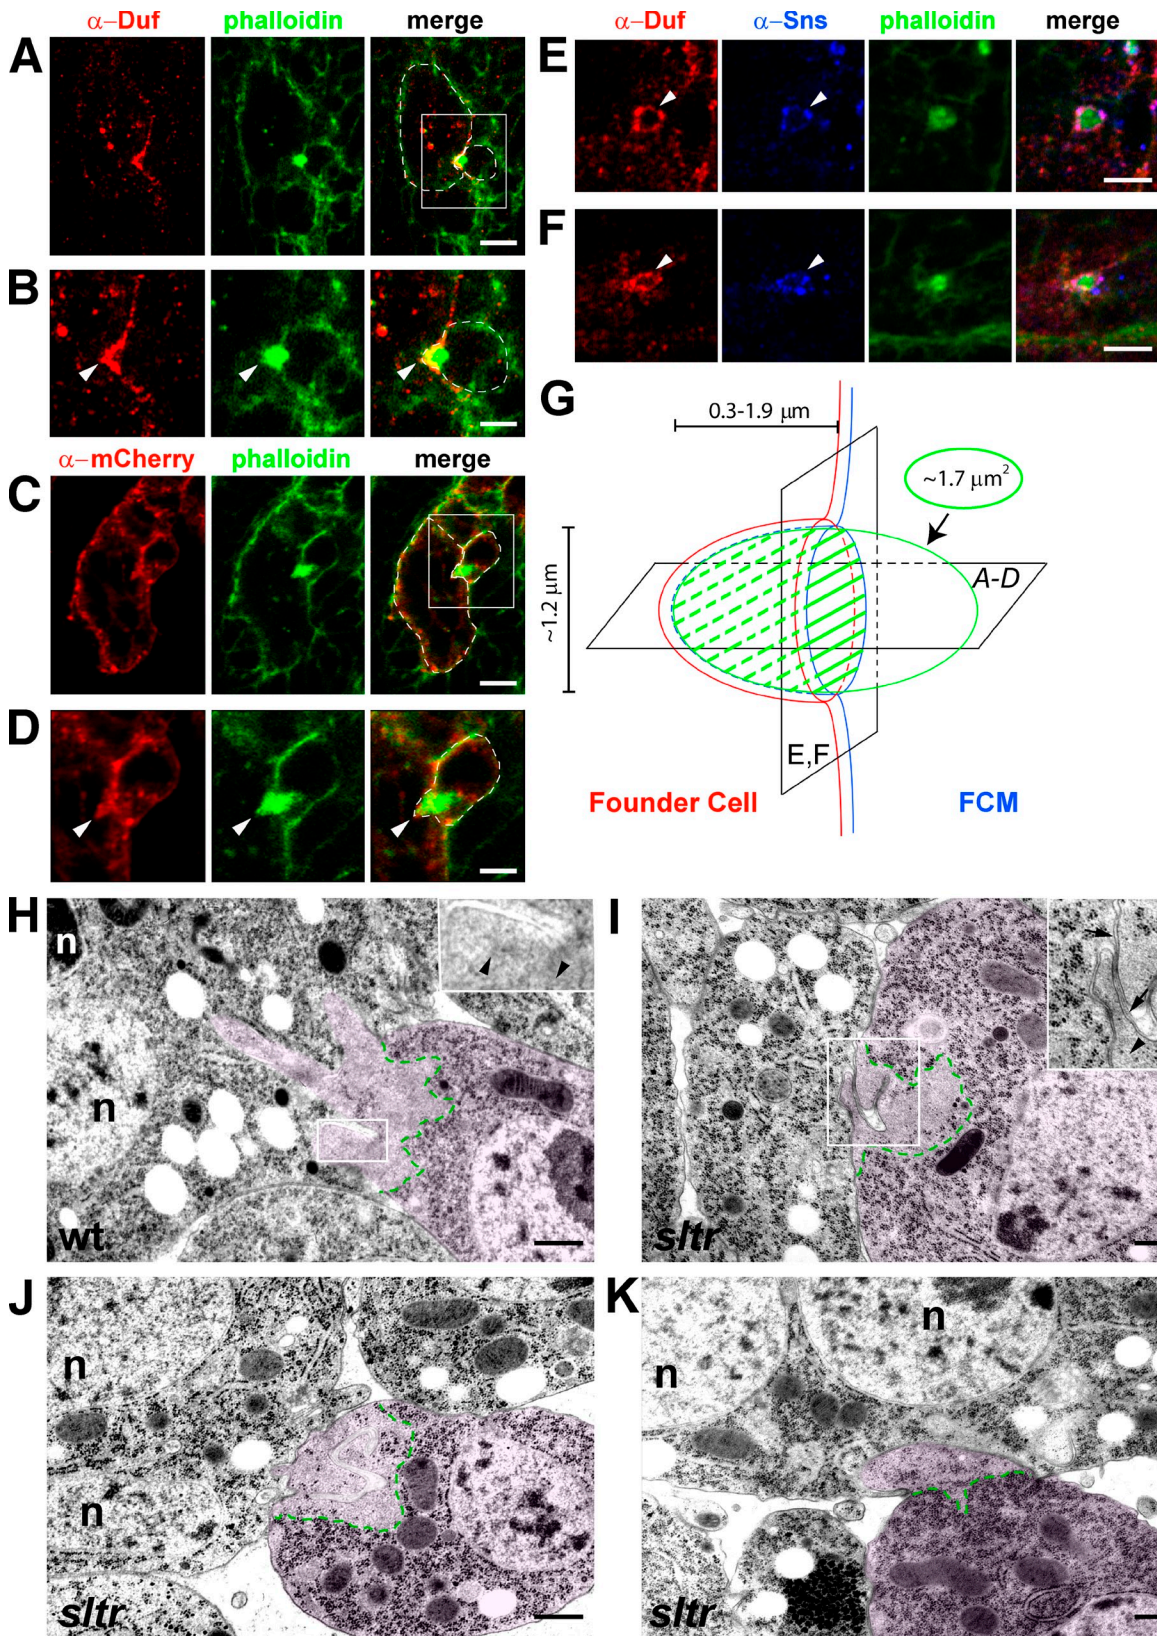 α–Duf phalloidin merge
A
B
α–mCherry phalloidin merge
C
D
α–Duf α–Sns phalloidin merge
E
F
G
0.3-1.9 μm
~1.7 μm²
~1.2 μm
A-D
E,F
Founder Cell FCM
H
n
n
wt
I
sltr
J
n
n
sltr
K
n
n
sltr